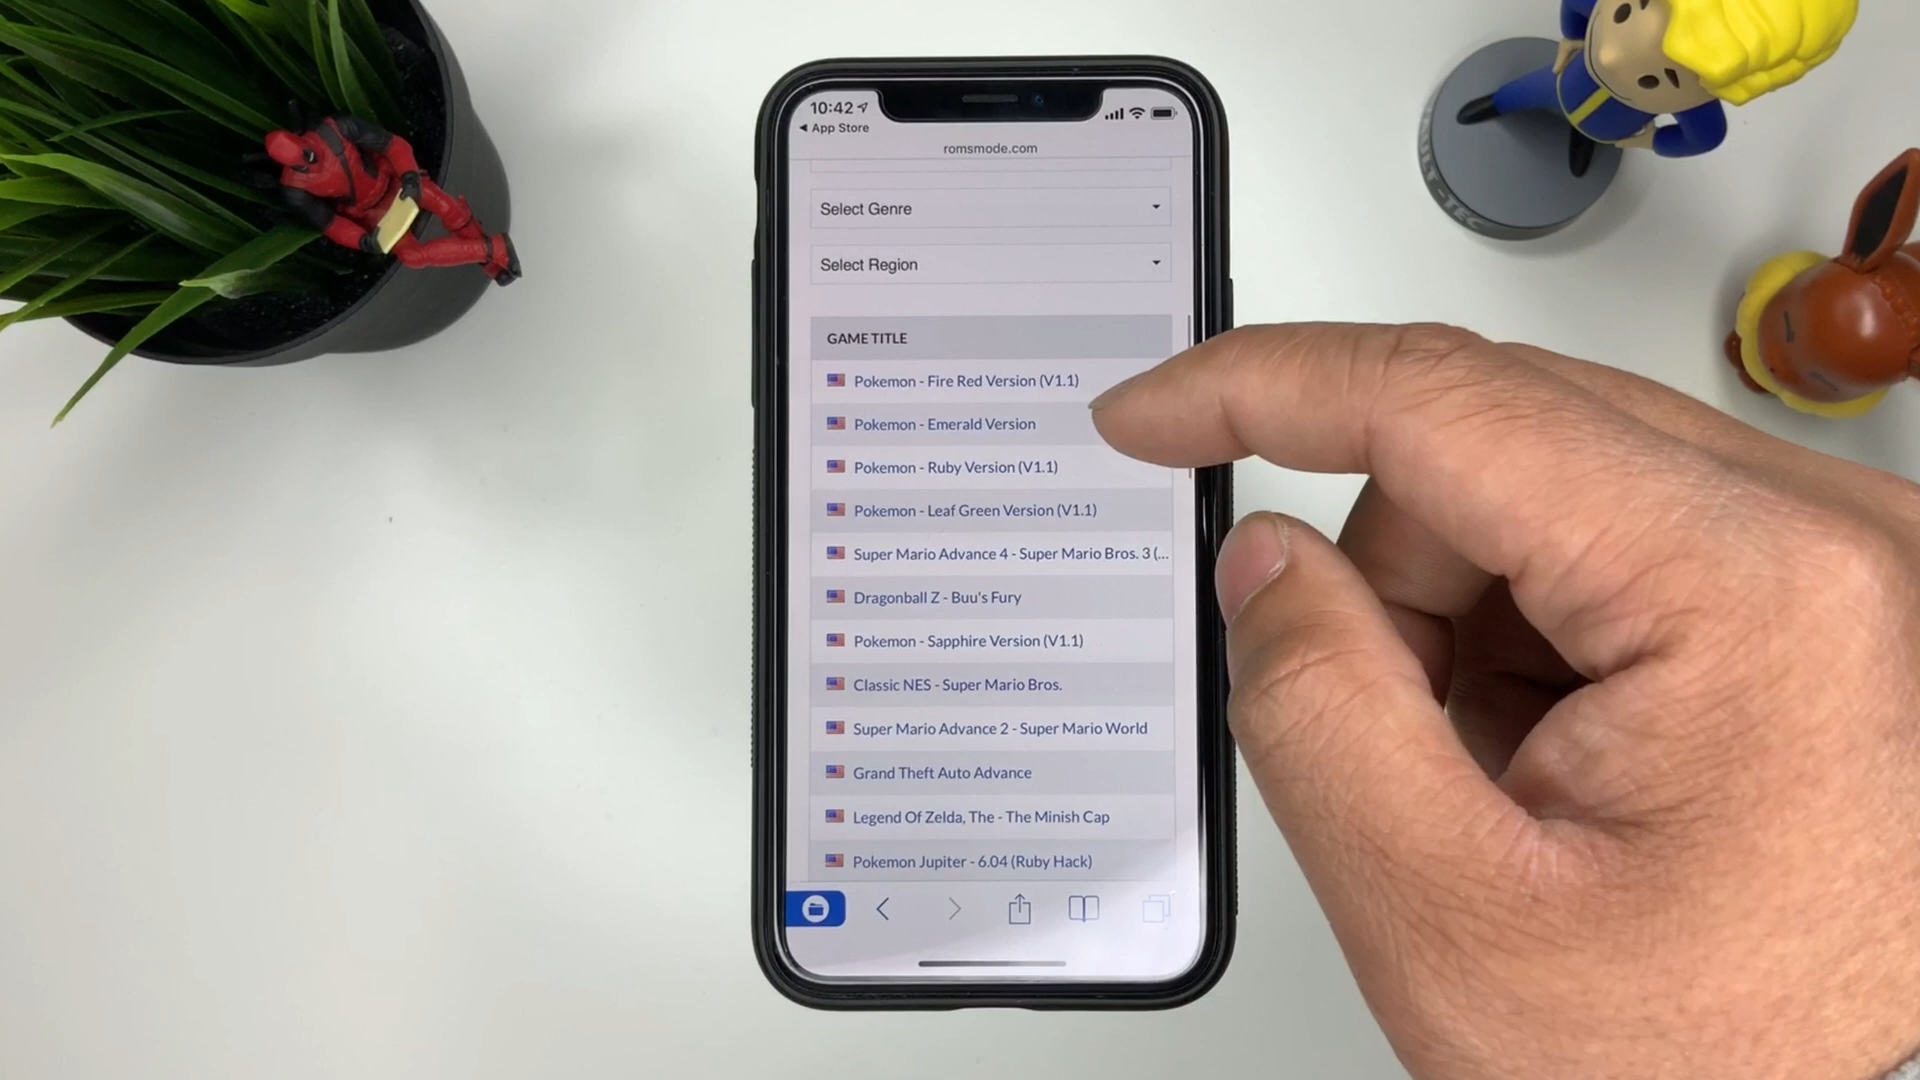 10:42
App Store
romsmode.com
Select Genre
Select Region
GAME TITLE
Pokemon - Fire Red Version (V1.1)
Pokemon - Emerald Version
Pokemon - Ruby Version (V1.1)
Pokemon - Leaf Green Version (V1.1)
Super Mario Advance 4 - Super Mario Bros. 3 (...
Dragonball Z - Buu's Fury
Pokemon - Sapphire Version (V1.1)
Classic NES - Super Mario Bros.
Super Mario Advance 2 - Super Mario World
Grand Theft Auto Advance
Legend Of Zelda, The - The Minish Cap
Pokemon Jupiter - 6.04 (Ruby Hack)